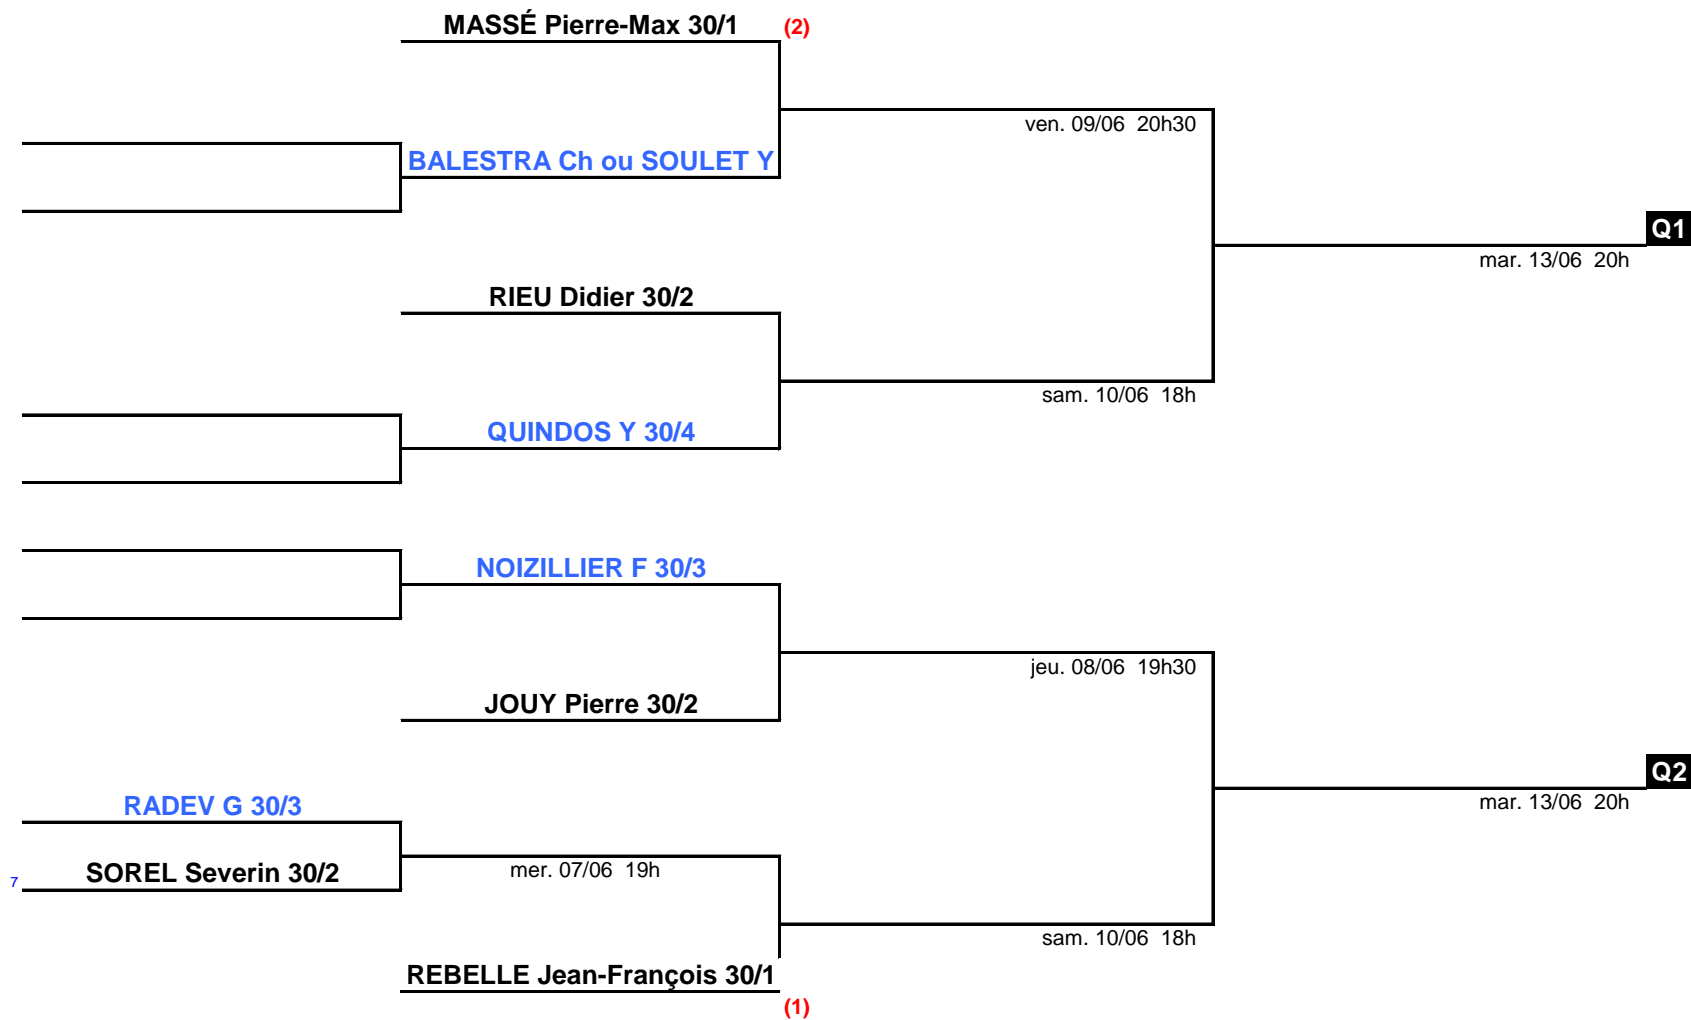 MASSÉ Pierre-Max 30/1 (2)
ven. 09/06 20h30
BALESTRA Ch ou SOULET Y
Q1
mar. 13/06 20h
RIEU Didier 30/2
sam. 10/06 18h
QUINDOS Y 30/4
NOIZILLIER F 30/3
jeu. 08/06 19h30
JOUY Pierre 30/2
Q2
mar. 13/06 20h
RADEV G 30/3
mer. 07/06 19h
7 SOREL Severin 30/2
sam. 10/06 18h
REBELLE Jean-François 30/1
(1)